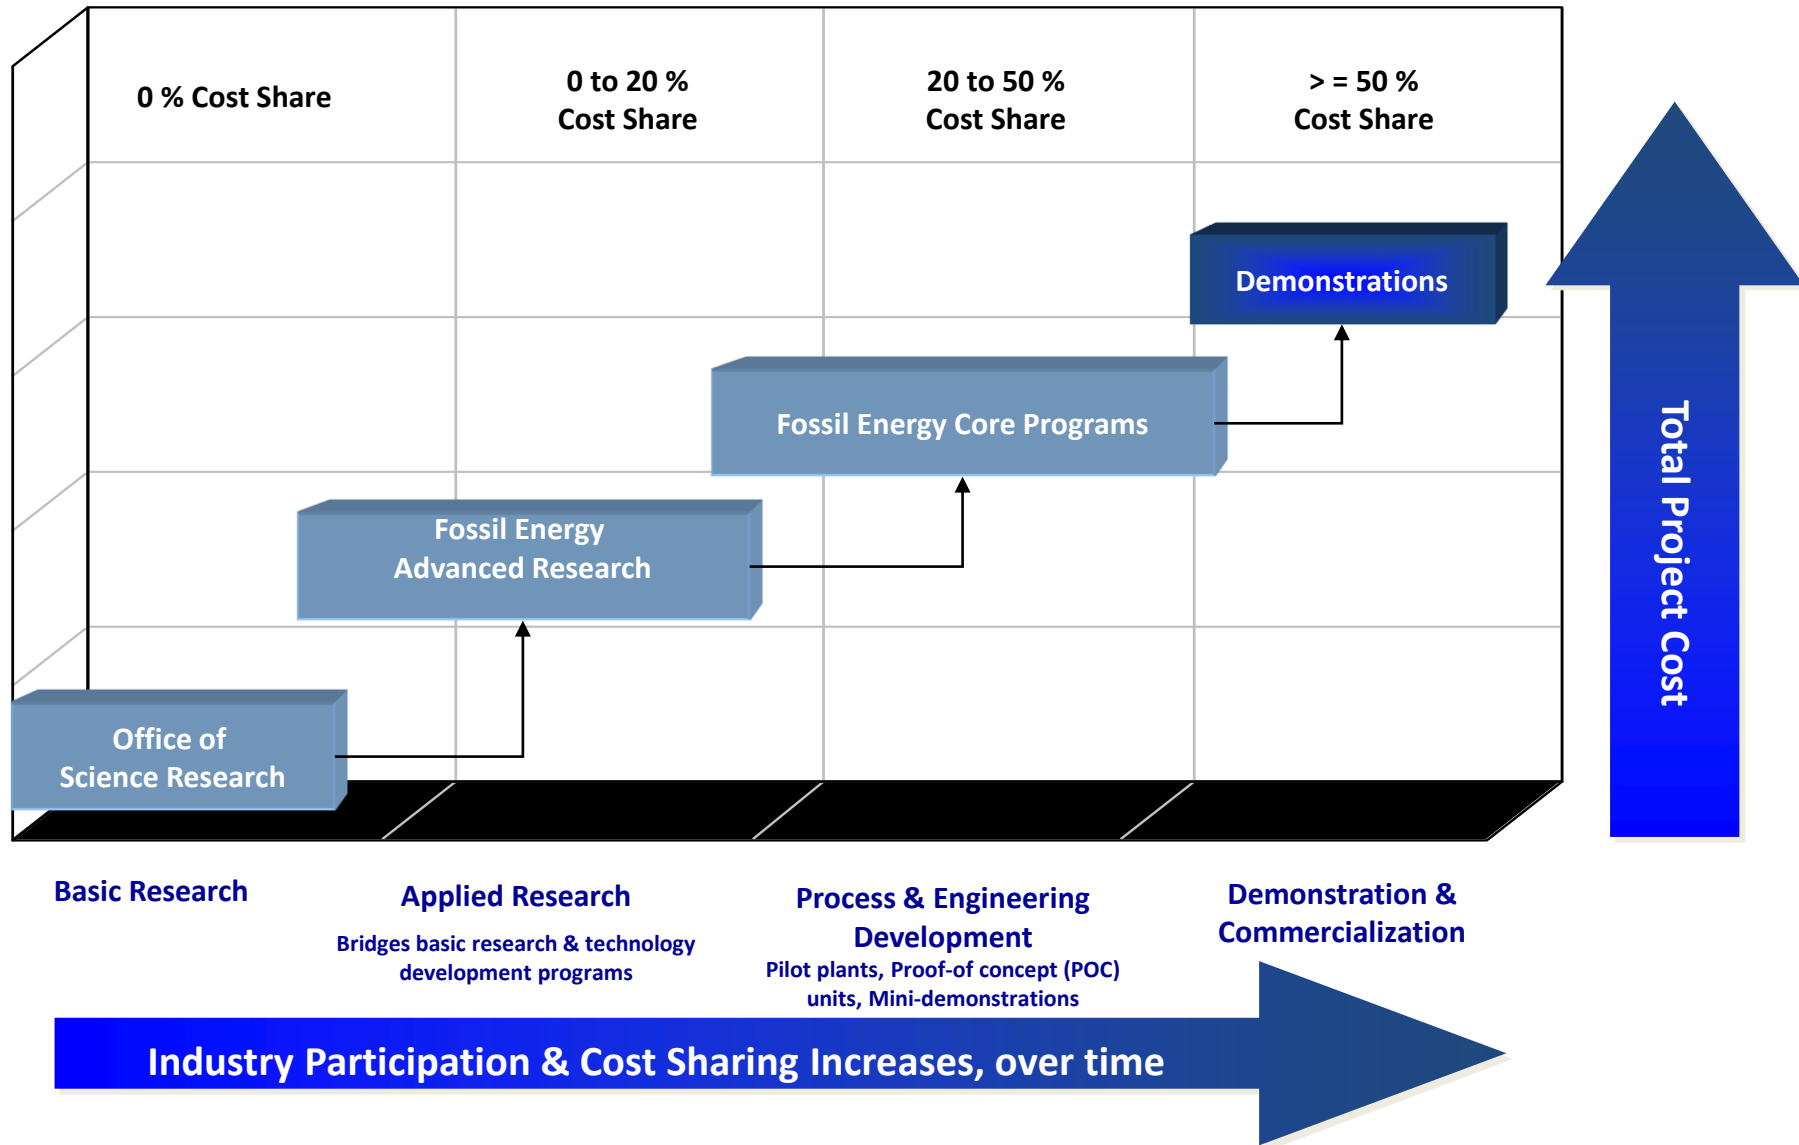 0 % Cost Share
0 to 20 %
Cost Share
20 to 50 %
Cost Share
> = 50 %
Cost Share
Demonstrations
Fossil Energy Core Programs
Fossil Energy
Advanced Research
Office of
Science Research
Total Project Cost
Basic Research
Applied Research
Bridges basic research & technology
development programs
Process & Engineering
Development
Pilot plants, Proof-of concept (POC)
units, Mini-demonstrations
Demonstration &
Commercialization
Industry Participation & Cost Sharing Increases, over time